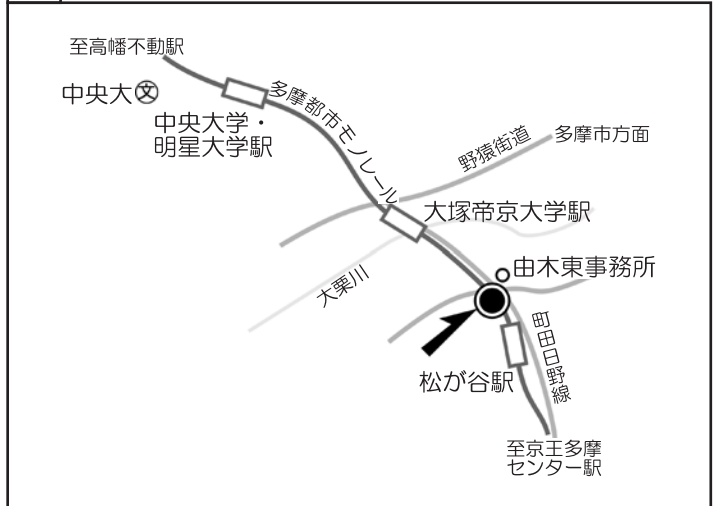 至高幡不動駅
中央大文
中央大学・
明星大学駅
多摩都市モノレール
野猿街道
多摩市方面
大塚帝京大学駅
大栗川
由木東事務所
町田日野線
松が谷駅
至京王多摩
センター駅